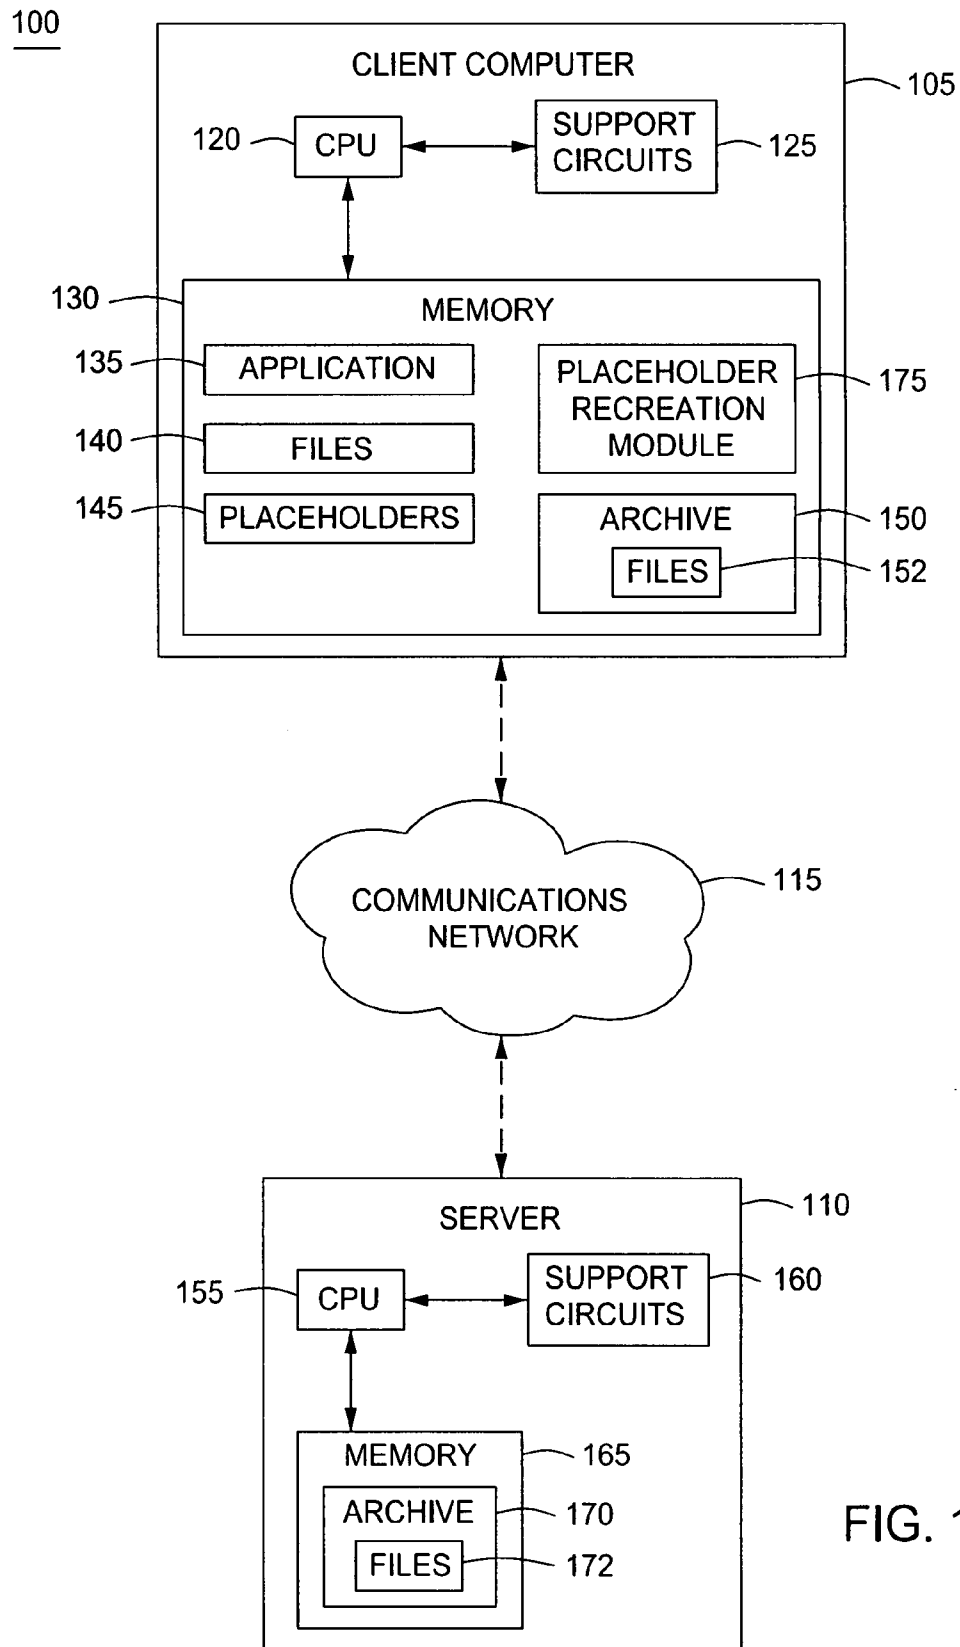 100
CLIENT COMPUTER
105
120
CPU
SUPPORT
CIRCUITS
125
130
MEMORY
135
APPLICATION
PLACEHOLDER
RECREATION
MODULE
175
140
FILES
145
PLACEHOLDERS
ARCHIVE
150
FILES
152
COMMUNICATIONS
NETWORK
115
SERVER
110
155
CPU
SUPPORT
CIRCUITS
160
MEMORY
165
ARCHIVE
170
FILES
172
FIG. 1